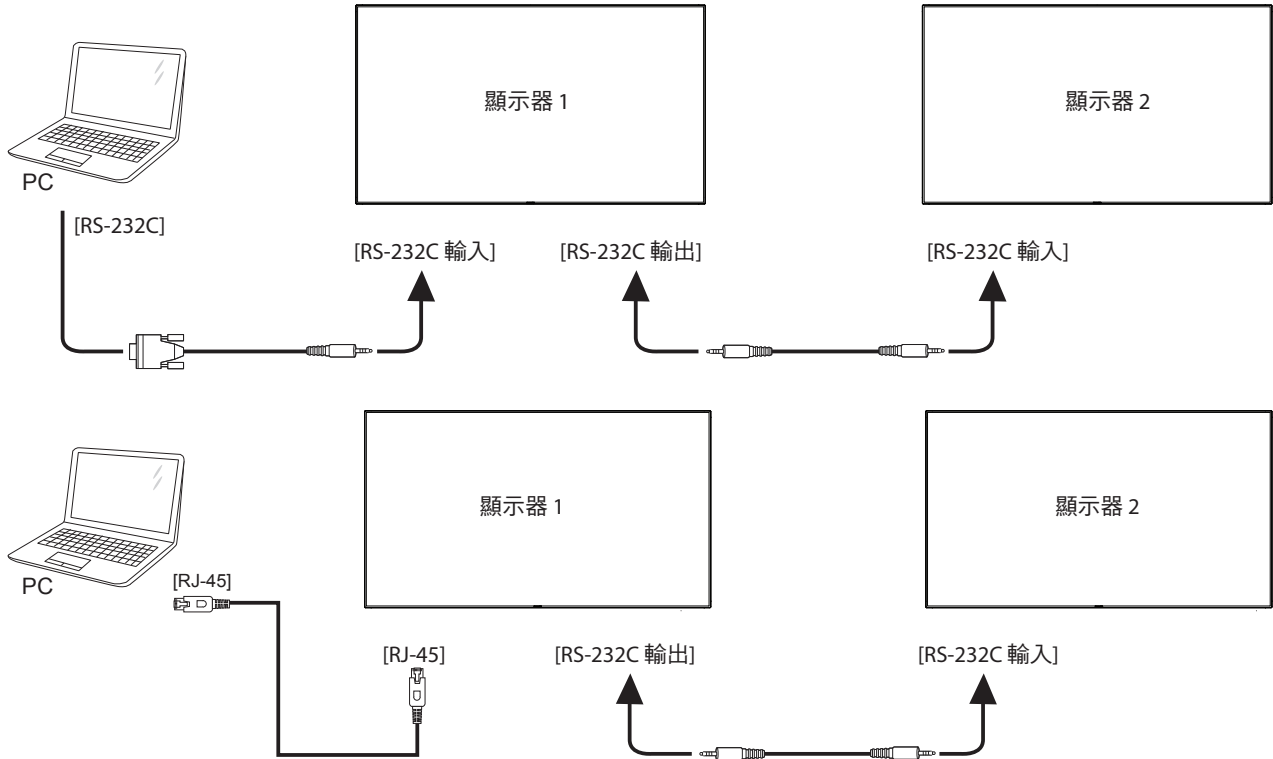 顯示器 1
顯示器 2
PC
[RS-232C]
[RS-232C 輸入]
[RS-232C 輸出]
[RS-232C 輸入]
顯示器 1
顯示器 2
PC
[RJ-45]
[RJ-45]
[RS-232C 輸出]
[RS-232C 輸入]